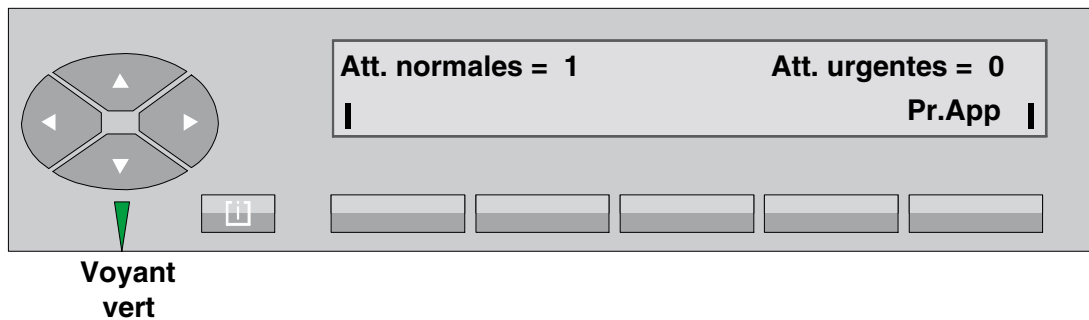 Att. normales = 1 Att. urgentes = 0
Pr.App
[i]
Voyant
vert